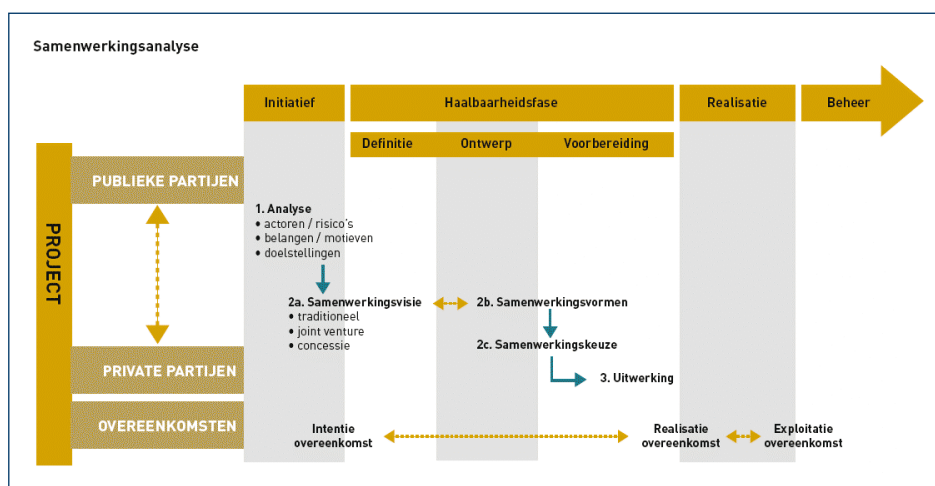 Samenwerkingsanalyse
Initiatief
Haalbaarheidsfase
Realisatie
Beheer
Definitie
Ontwerp
Voorbereiding
PROJECT
PUBLIEKE PARTIJEN
1. Analyse
• actoren / risico's
• belangen / motieven
• doelstellingen
2a. Samenwerkingsvisie
• traditioneel
• joint venture
• concessie
2b. Samenwerkingsvormen
2c. Samenwerkingskeuze
3. Uitwerking
PRIVATE PARTIJEN
OVEREENKOMSTEN
Intentie
overeenkomst
Realisatie
overeenkomst
Exploitatie
overeenkomst